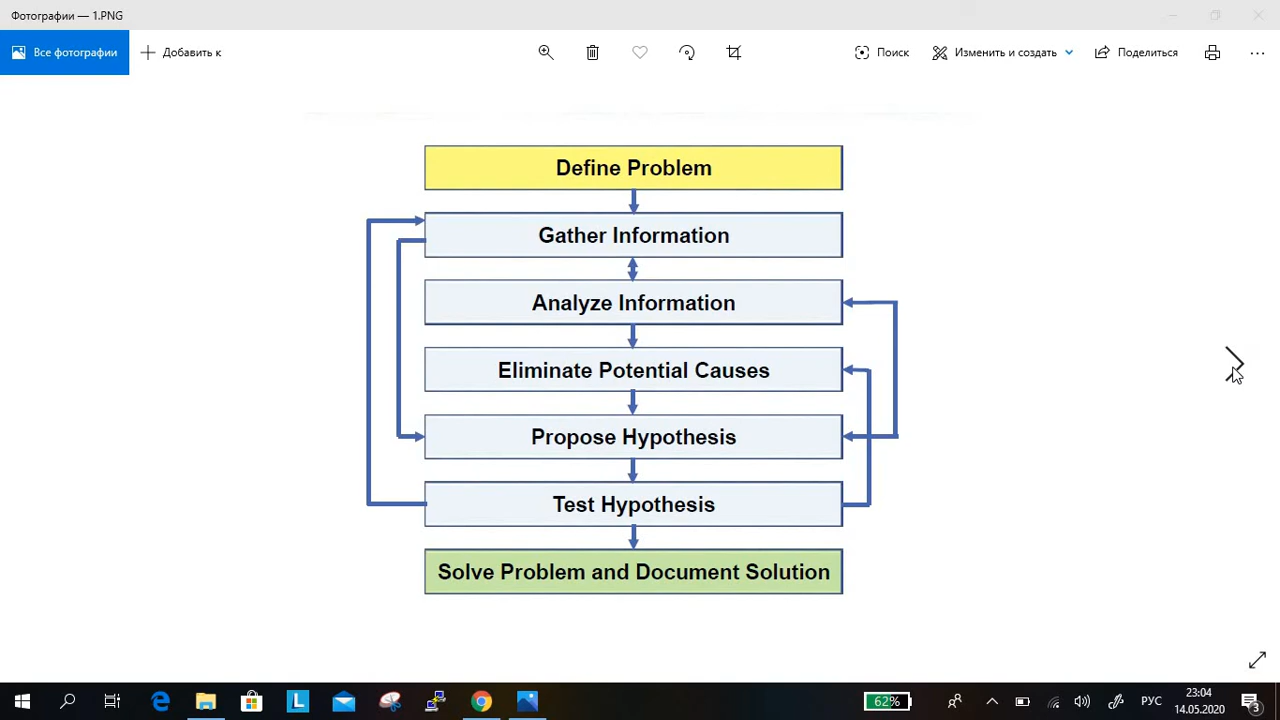 Фотографии — 1.PNG
Все фотографии
Добавить к
Поиск
Изменить и создать
Поделиться
Define Problem
Gather Information
Analyze Information
Eliminate Potential Causes
Propose Hypothesis
Test Hypothesis
Solve Problem and Document Solution
62%
РУС
23:04
14.05.2020
3